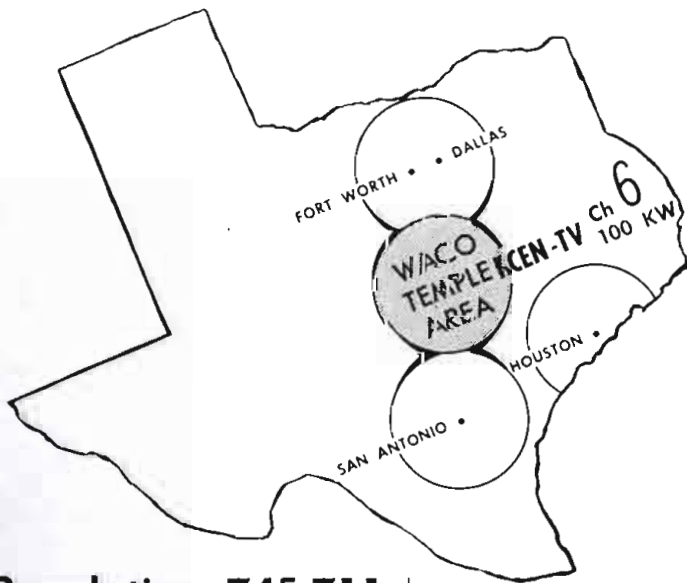 DALLAS
FORT WORTH
Ch 6
KCEN-TV 100 KW
WACO
TEMPLE
AREA
HOUSTON
SAN ANTONIO